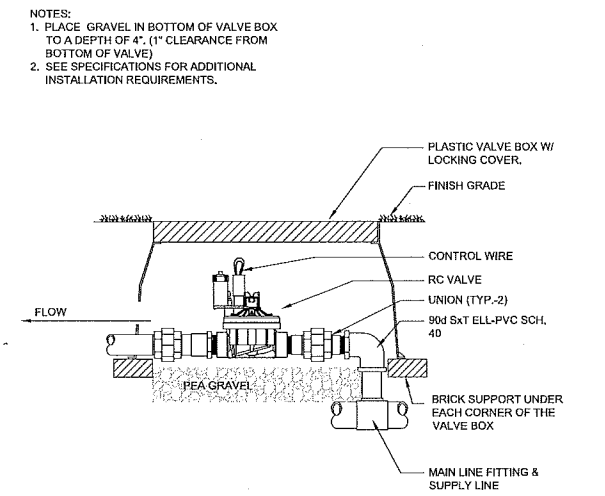 NOTES:
1. PLACE GRAVEL IN BOTTOM OF VALVE BOX
TO A DEPTH OF 4". (1" CLEARANCE FROM
BOTTOM OF VALVE)
2. SEE SPECIFICATIONS FOR ADDITIONAL
INSTALLATION REQUIREMENTS.
PLASTIC VALVE BOX W/
LOCKING COVER.
FINISH GRADE
CONTROL WIRE
RC VALVE
UNION (TYP.-2)
FLOW
90d SxT ELL-PVC SCH.
40
PEA GRAVEL
BRICK SUPPORT UNDER
EACH CORNER OF THE
VALVE BOX
MAIN LINE FITTING &
SUPPLY LINE